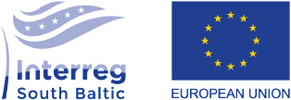 Interreg
South Baltic
EUROPEAN UNION